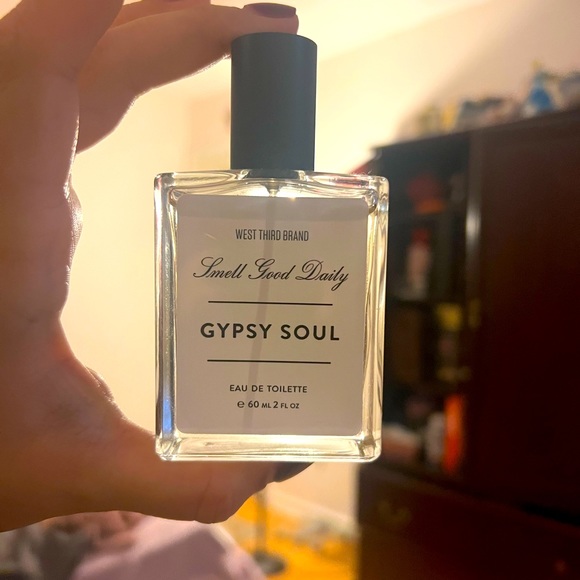 WEST THIRD BRAND
Smell Good Daily
GYPSY SOUL
EAU DE TOILETTE
℮ 60 ML 2 FL OZ